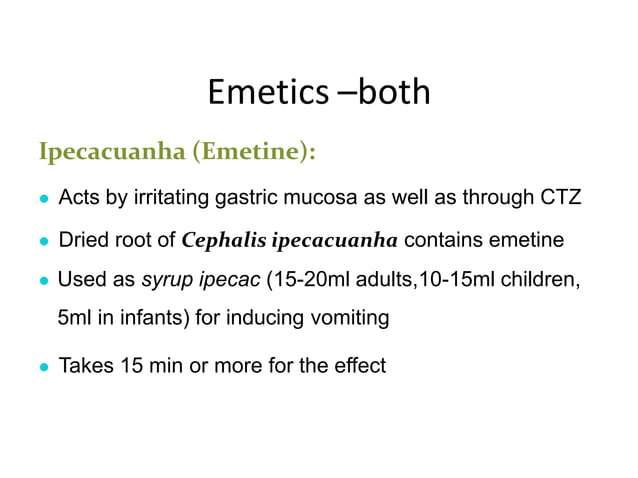 Emetics –both
Ipecacuanha (Emetine):
● Acts by irritating gastric mucosa as well as through CTZ
● Dried root of Cephalis ipecacuanha contains emetine
● Used as syrup ipecac (15-20ml adults,10-15ml children,
5ml in infants) for inducing vomiting
● Takes 15 min or more for the effect